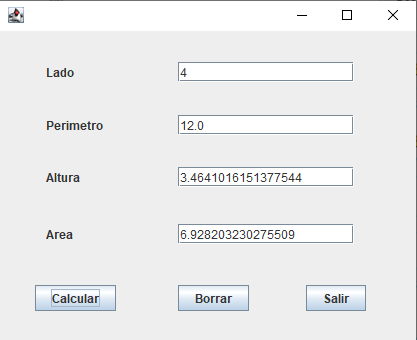 Lado 4
Perimetro 12.0
Altura 3.4641016151377544
Area 6.928203230275509
Calcular Borrar Salir